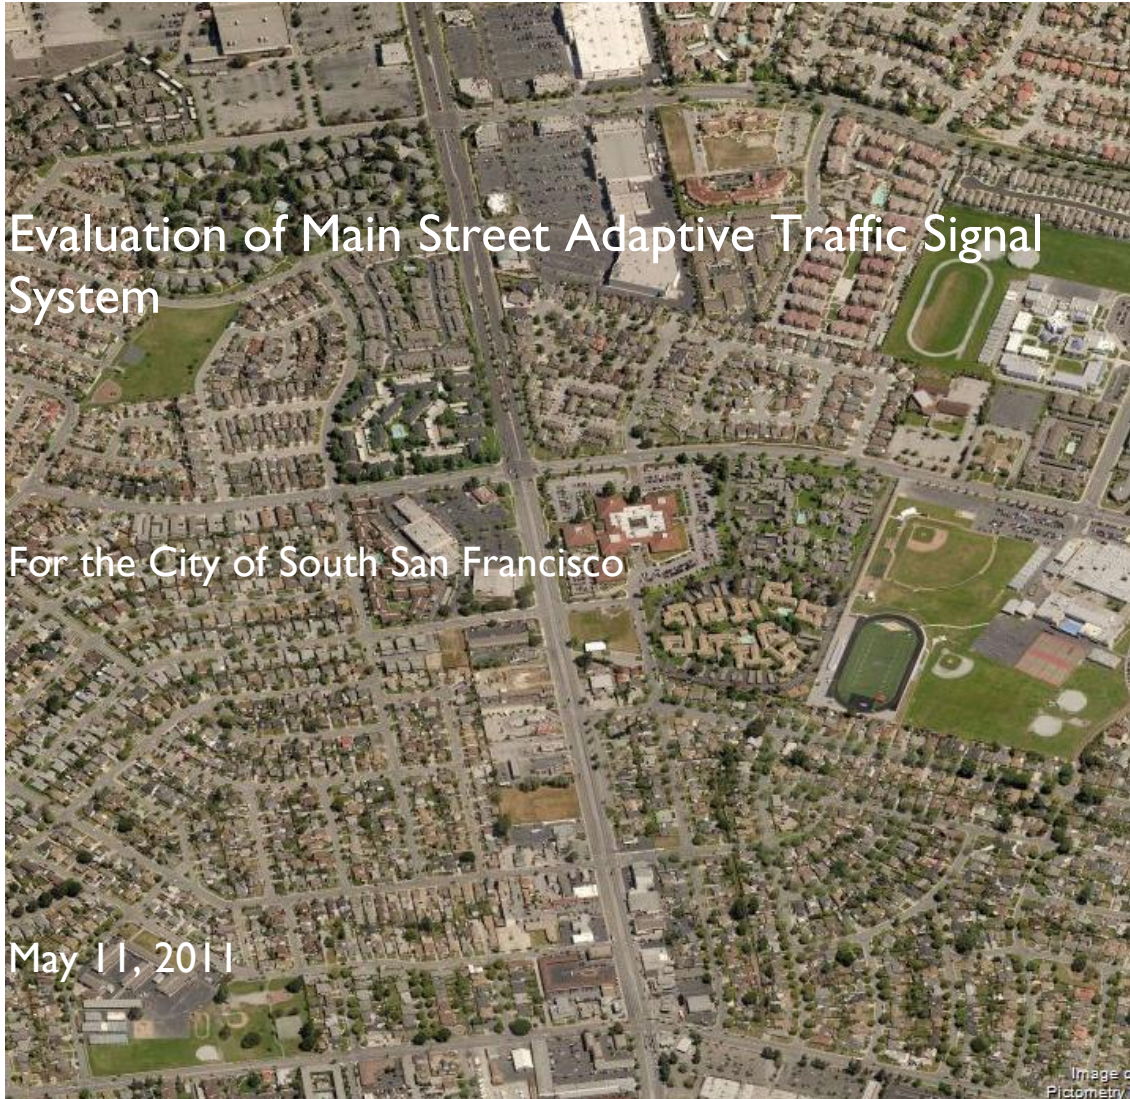 Evaluation of Main Street Adaptive Traffic Signal
System
For the City of South San Francisco
May 11, 2011
Image c
Pictometry